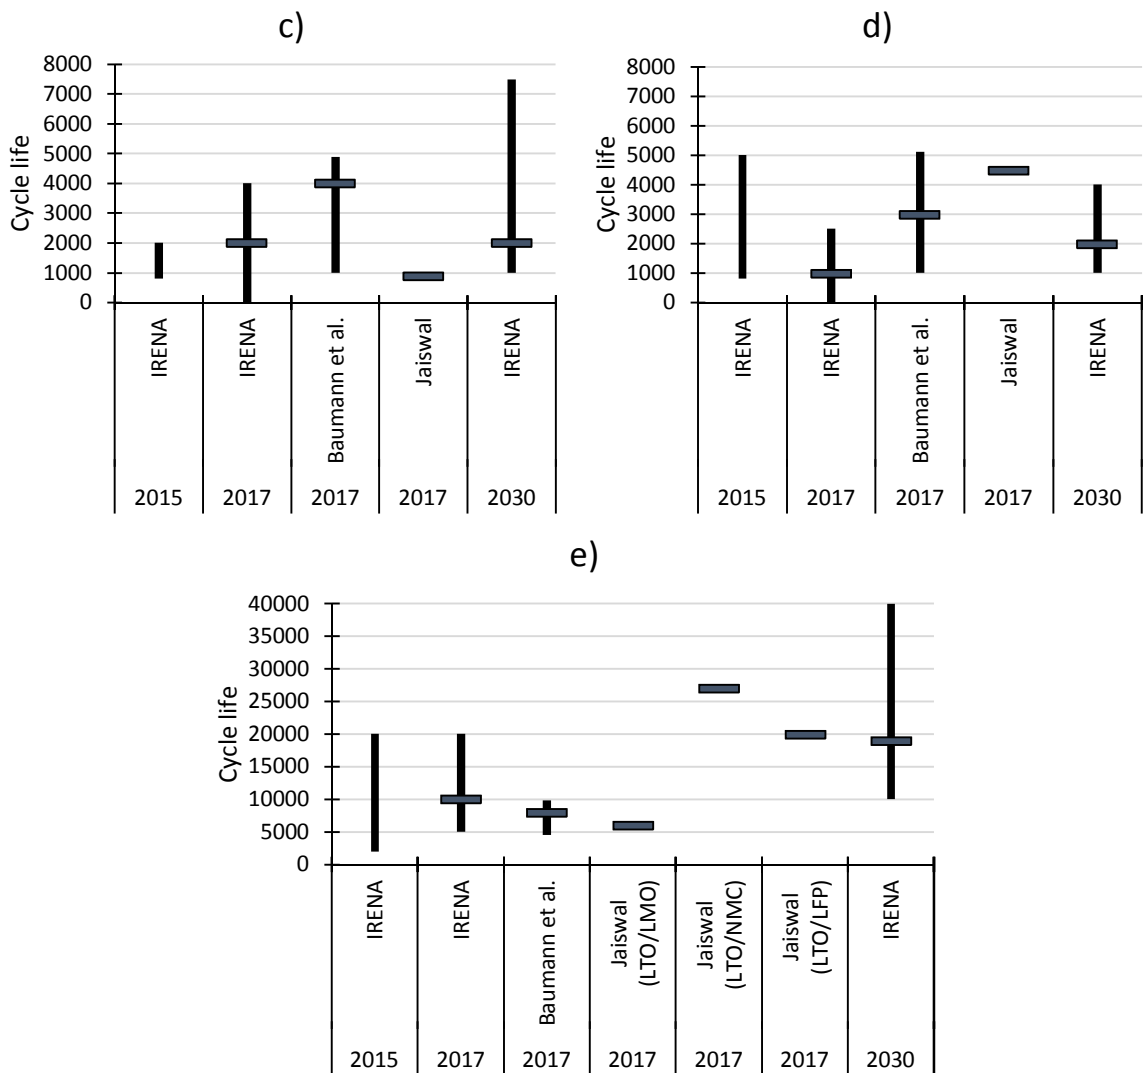 c)
8000
7000
6000
5000
4000
3000
2000
1000
0
Cycle life
IRENA
IRENA
Baumann et al.
Jaiswal
IRENA
2015
2017
2017
2017
2030
d)
8000
7000
6000
5000
4000
3000
2000
1000
0
Cycle life
IRENA
IRENA
Baumann et al.
Jaiswal
IRENA
2015
2017
2017
2017
2030
e)
40000
35000
30000
25000
20000
15000
10000
5000
0
Cycle life
IRENA
IRENA
Baumann et al.
Jaiswal
(LTO/LMO)
Jaiswal
(LTO/NMC)
Jaiswal
(LTO/LFP)
IRENA
2015
2017
2017
2017
2017
2017
2030